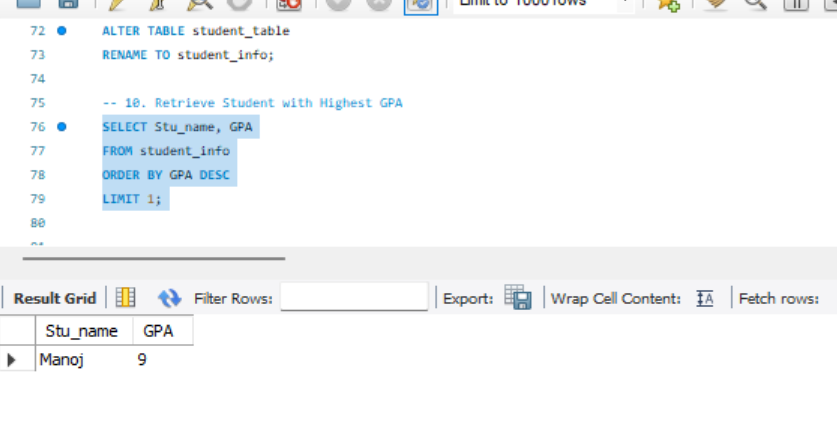 Limit to 1000 rows
72 ALTER TABLE student_table
73 RENAME TO student_info;
74
75 -- 10. Retrieve Student with Highest GPA
76 SELECT Stu_name, GPA
77 FROM student_info
78 ORDER BY GPA DESC
79 LIMIT 1;
80
Result Grid Filter Rows: Export: Wrap Cell Content: Fetch rows:
Stu_name GPA
Manoj 9